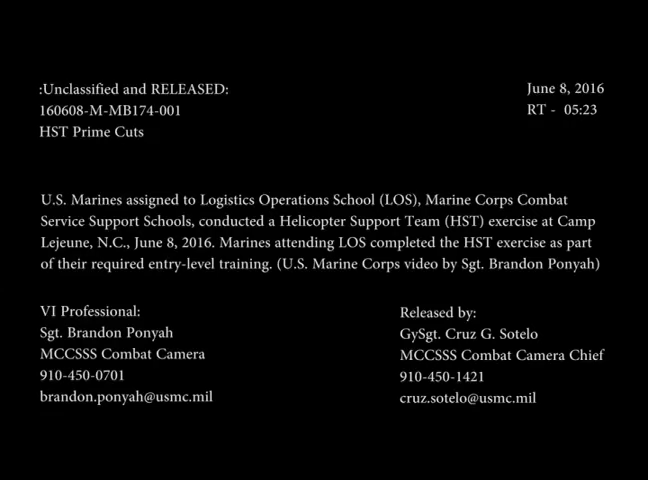 :Unclassified and RELEASED:
160608-M-MB174-001
HST Prime Cuts
June 8, 2016
RT - 05:23
U.S. Marines assigned to Logistics Operations School (LOS), Marine Corps Combat
Service Support Schools, conducted a Helicopter Support Team (HST) exercise at Camp
Lejeune, N.C., June 8, 2016. Marines attending LOS completed the HST exercise as part
of their required entry-level training. (U.S. Marine Corps video by Sgt. Brandon Ponyah)
VI Professional:
Sgt. Brandon Ponyah
MCCSSS Combat Camera
910-450-0701
brandon.ponyah@usmc.mil
Released by:
GySgt. Cruz G. Sotelo
MCCSSS Combat Camera Chief
910-450-1421
cruz.sotelo@usmc.mil